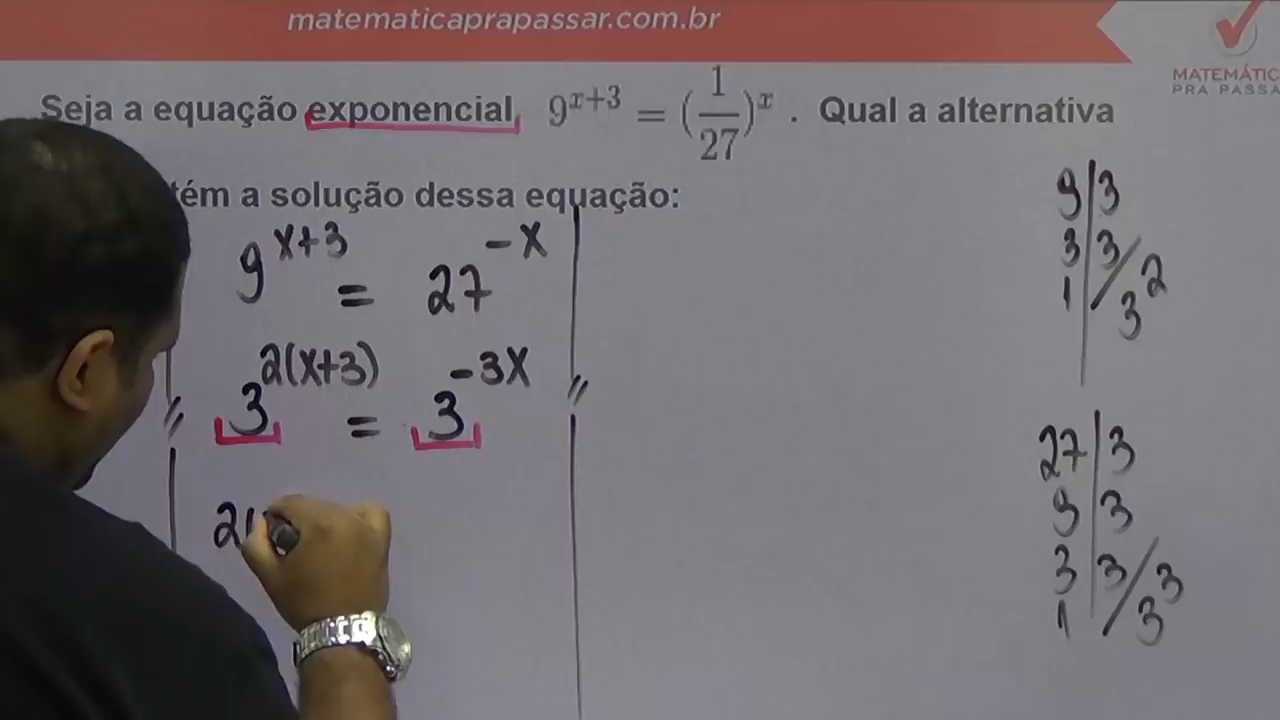 matematicaprapassar.com.br
MATEMÁTIC
PRA PASSA
Seja a equação exponencial, 9^{x+3} = (\frac{1}{27})^x . Qual a alternativa
tém a solução dessa equação:
9^{x+3} = 27^{-x}
3^{2(x+3)} = 3^{-3x}
2(
9|3
3|3
1|3^2
27|3
9|3
3|3
1|3^3